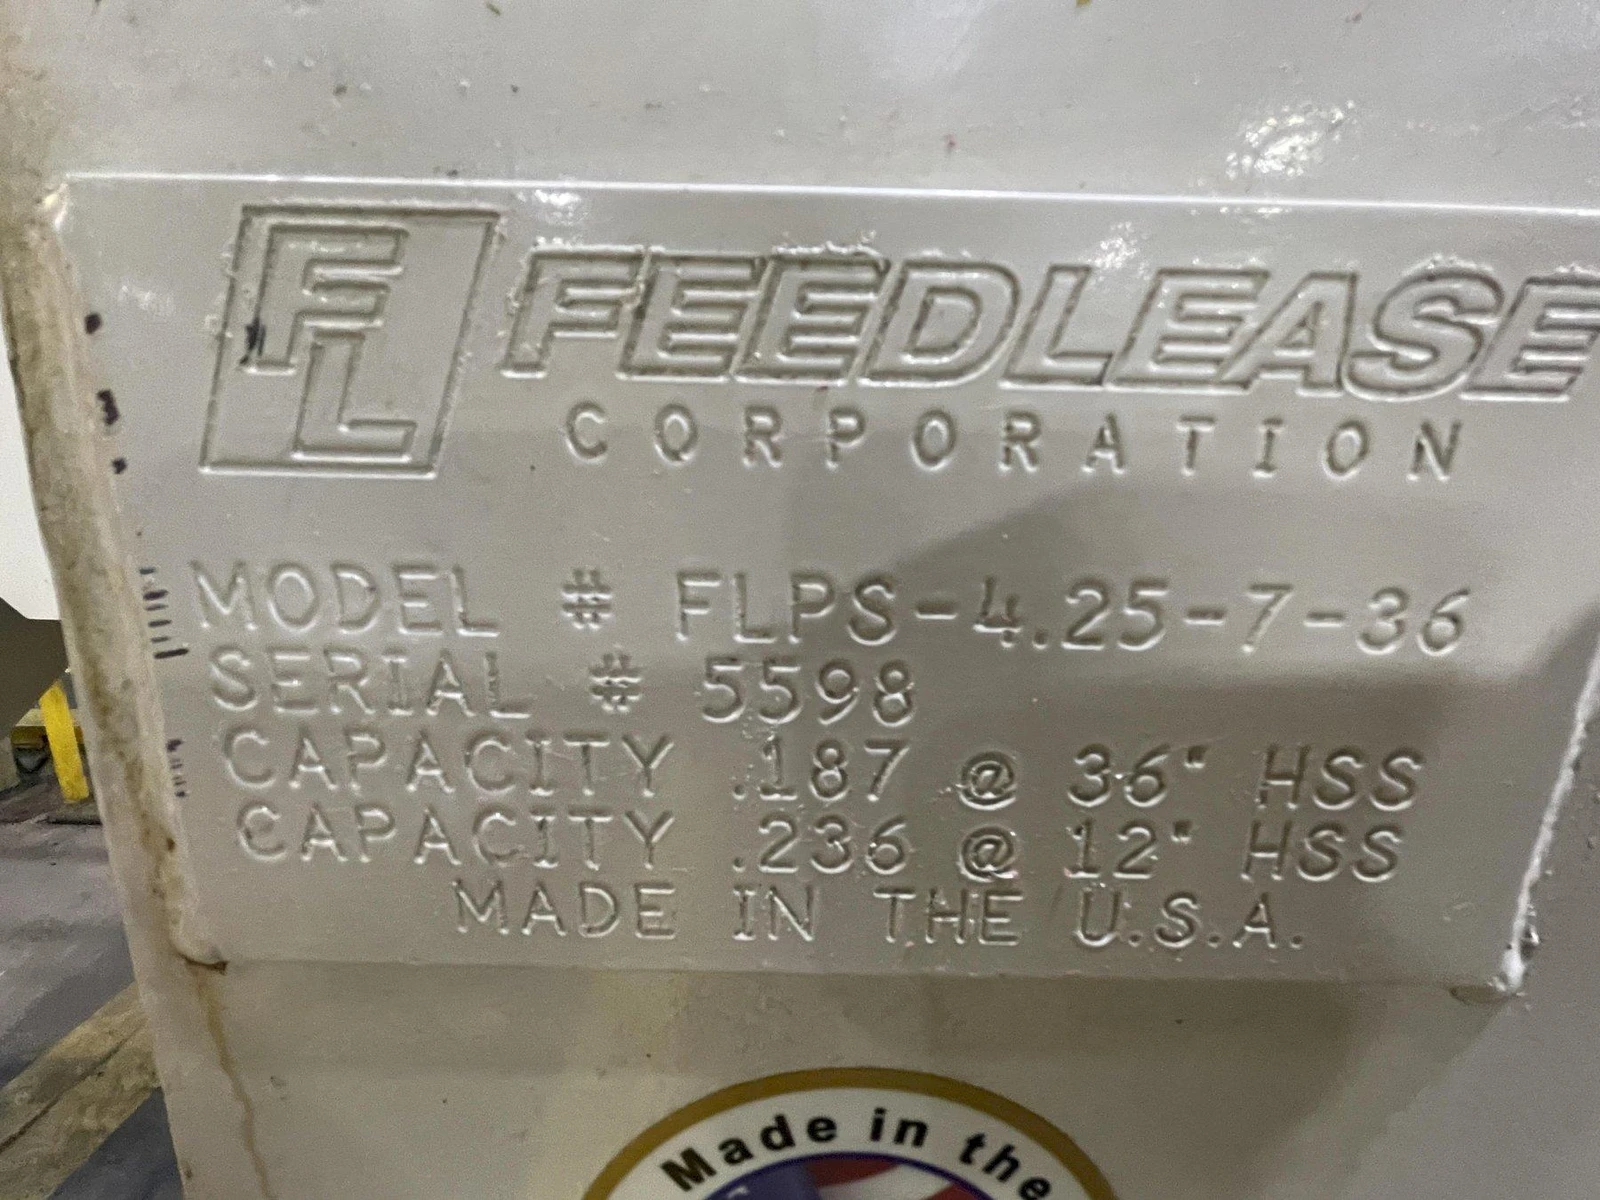 FL FEEDLEASE
CORPORATION
MODEL # FLPS-4.25-7-36
SERIAL # 5598
CAPACITY .187 @ 36" HSS
CAPACITY .236 @ 12" HSS
MADE IN THE U.S.A.
Made in the